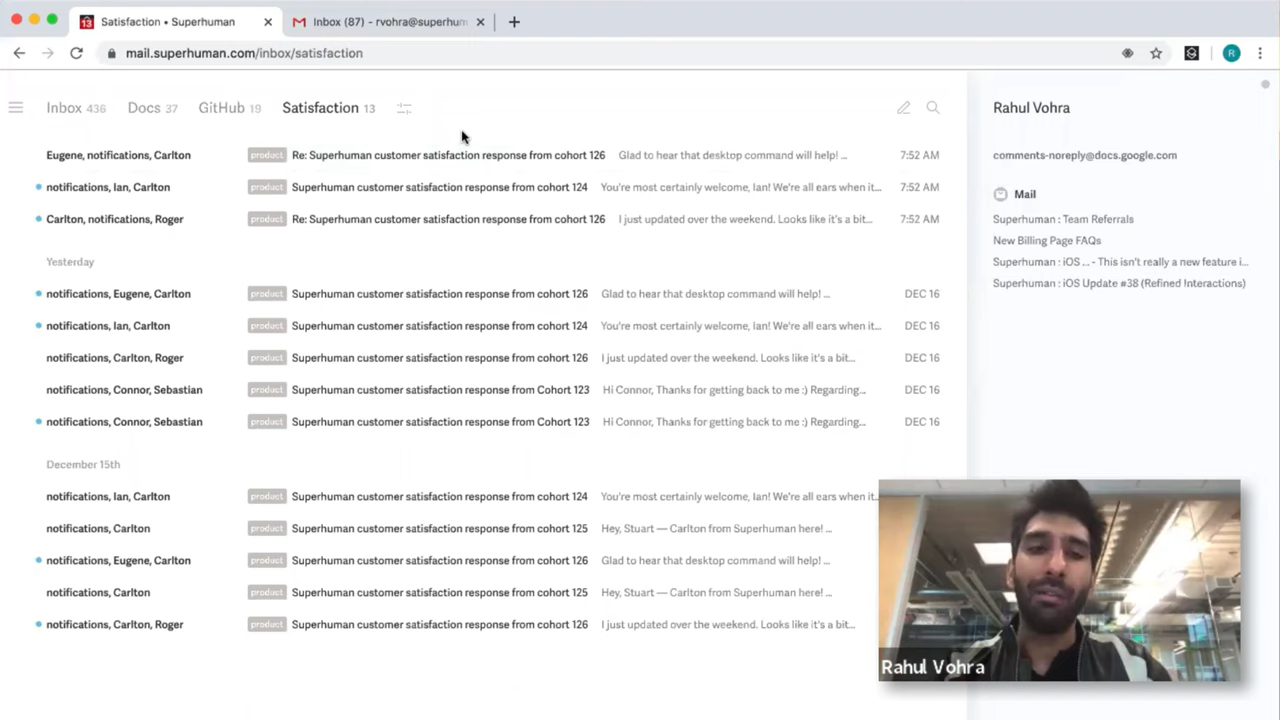 Satisfaction • Superhuman
Inbox (87) - rvohra@superhum
mail.superhuman.com/inbox/satisfaction
R
13
Inbox 436 Docs 37 GitHub 19 Satisfaction 13
Eugene, notifications, Carlton product Re: Superhuman customer satisfaction response from cohort 126 Glad to hear that desktop command will help! ... 7:52 AM
notifications, Ian, Carlton product Superhuman customer satisfaction response from cohort 124 You're most certainly welcome, Ian! We're all ears when it... 7:52 AM
Carlton, notifications, Roger product Re: Superhuman customer satisfaction response from cohort 126 I just updated over the weekend. Looks like it's a bit... 7:52 AM
Yesterday
notifications, Eugene, Carlton product Superhuman customer satisfaction response from cohort 126 Glad to hear that desktop command will help! ... DEC 16
notifications, Ian, Carlton product Superhuman customer satisfaction response from cohort 124 You're most certainly welcome, Ian! We're all ears when it... DEC 16
notifications, Carlton, Roger product Superhuman customer satisfaction response from cohort 126 I just updated over the weekend. Looks like it's a bit... DEC 16
notifications, Connor, Sebastian product Superhuman customer satisfaction response from Cohort 123 Hi Connor, Thanks for getting back to me :) Regarding... DEC 16
notifications, Connor, Sebastian product Superhuman customer satisfaction response from Cohort 123 Hi Connor, Thanks for getting back to me :) Regarding... DEC 16
December 15th
notifications, Ian, Carlton product Superhuman customer satisfaction response from cohort 124 You're most certainly welcome, Ian! We're all ears when it
notifications, Carlton product Superhuman customer satisfaction response from cohort 125 Hey, Stuart — Carlton from Superhuman here! ...
notifications, Eugene, Carlton product Superhuman customer satisfaction response from cohort 126 Glad to hear that desktop command will help! ...
notifications, Carlton product Superhuman customer satisfaction response from cohort 125 Hey, Stuart — Carlton from Superhuman here! ...
notifications, Carlton, Roger product Superhuman customer satisfaction response from cohort 126 I just updated over the weekend. Looks like it's a bit...
Rahul Vohra
comments-noreply@docs.google.com
Mail
Superhuman : Team Referrals
New Billing Page FAQs
Superhuman : iOS ... - This isn't really a new feature i...
Superhuman : iOS Update #38 (Refined Interactions)
Rahul Vohra